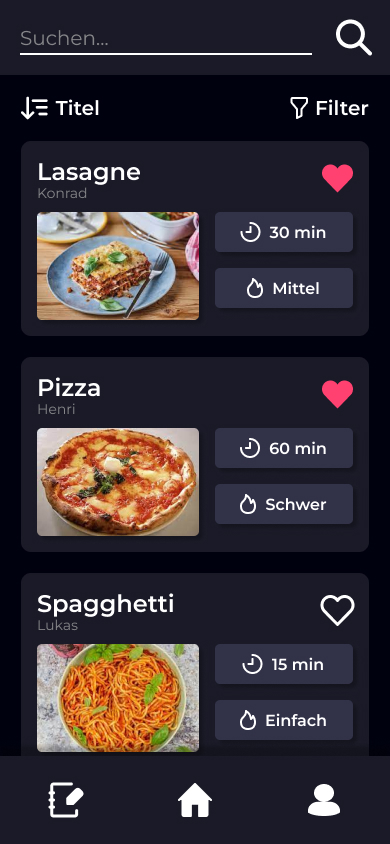 Suchen...
Titel
Filter
Lasagne
Konrad
30 min
Mittel
Pizza
Henri
60 min
Schwer
Spagghetti
Lukas
15 min
Einfach